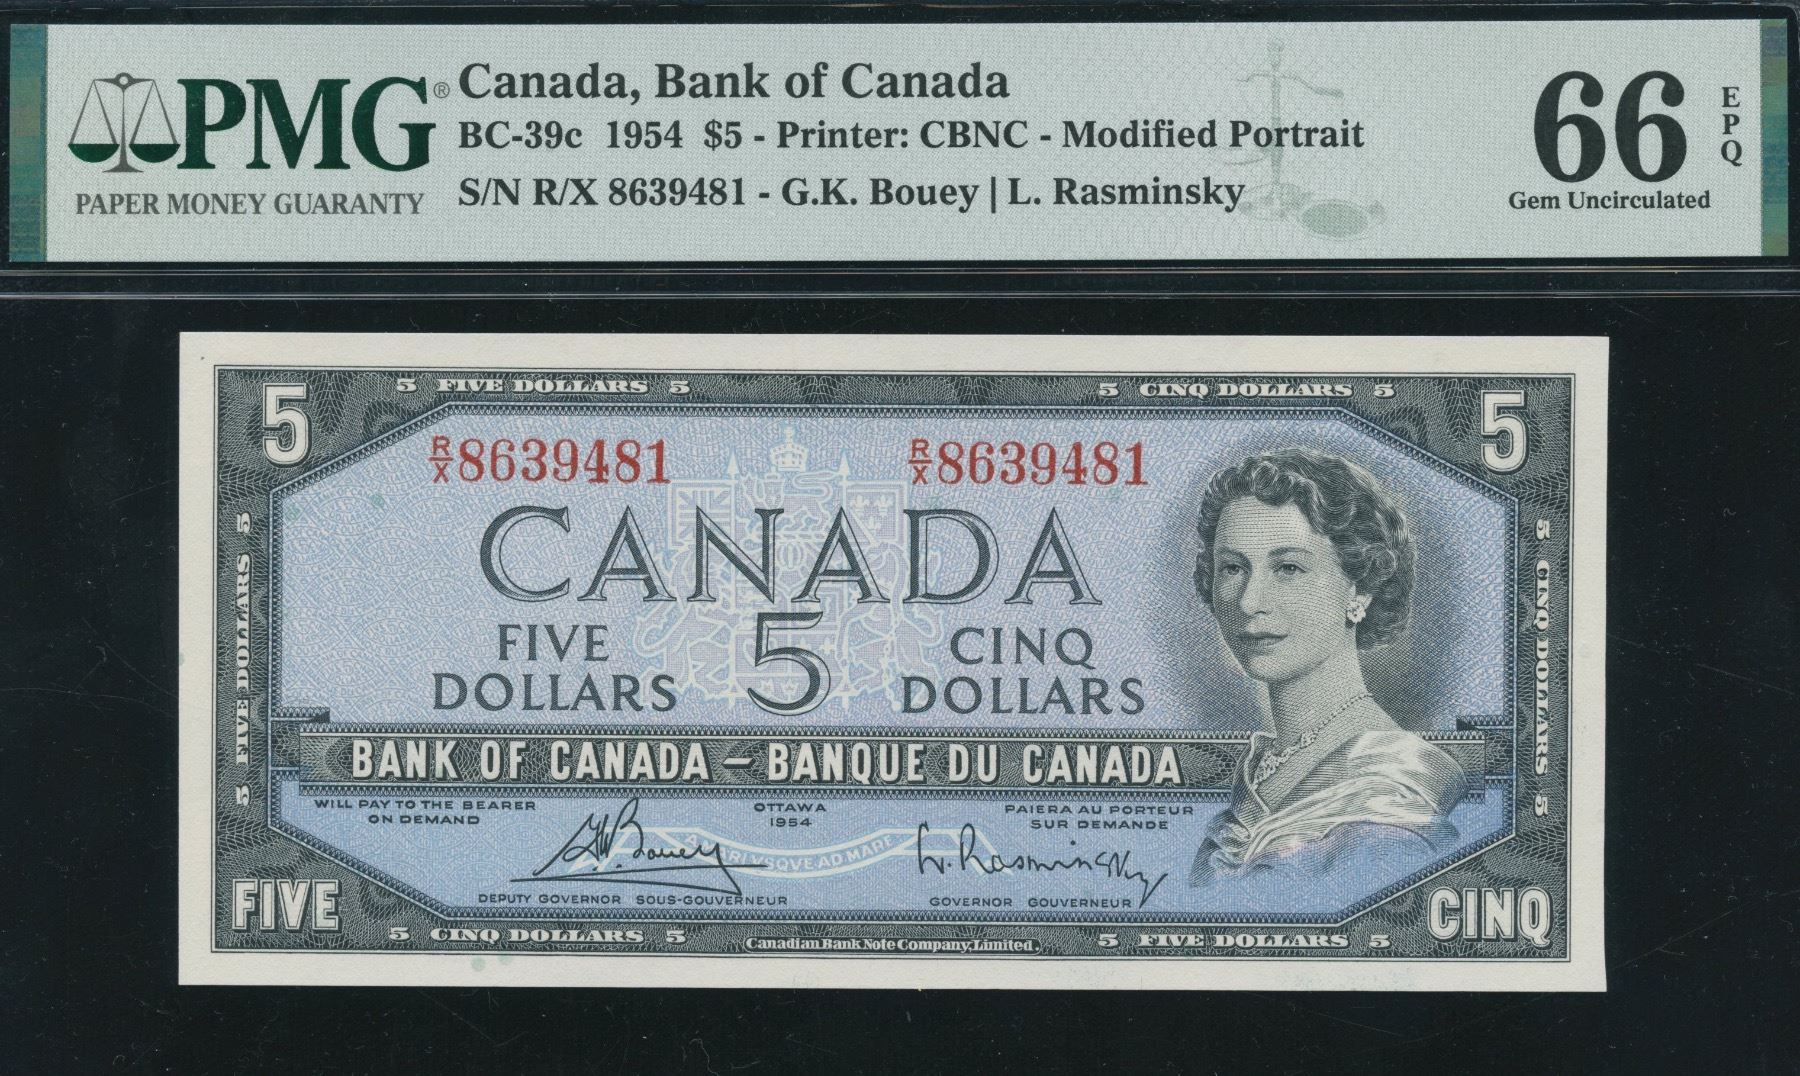 PMG®
PAPER MONEY GUARANTY
Canada, Bank of Canada
BC-39c 1954 $5 - Printer: CBNC - Modified Portrait
S/N R/X 8639481 - G.K. Bouey | L. Rasminsky
66
EPQ
Gem Uncirculated
5 FIVE DOLLARS 5
5 CINQ DOLLARS 5
5
5
R/X 8639481
R/X 8639481
CANADA
FIVE DOLLARS
5
CINQ DOLLARS
5 FIVE DOLLARS 5
5 CINQ DOLLARS 5
BANK OF CANADA – BANQUE DU CANADA
WILL PAY TO THE BEARER
ON DEMAND
OTTAWA
1954
PAIERA AU PORTEUR
SUR DEMANDE
A MARI VSQVE AD MARE
G.K. Bouey
L. Rasminsky
DEPUTY GOVERNOR SOUS-GOUVERNEUR
GOVERNOR GOUVERNEUR
FIVE
CINQ
5 CINQ DOLLARS 5
Canadian Bank Note Company, Limited.
5 FIVE DOLLARS 5